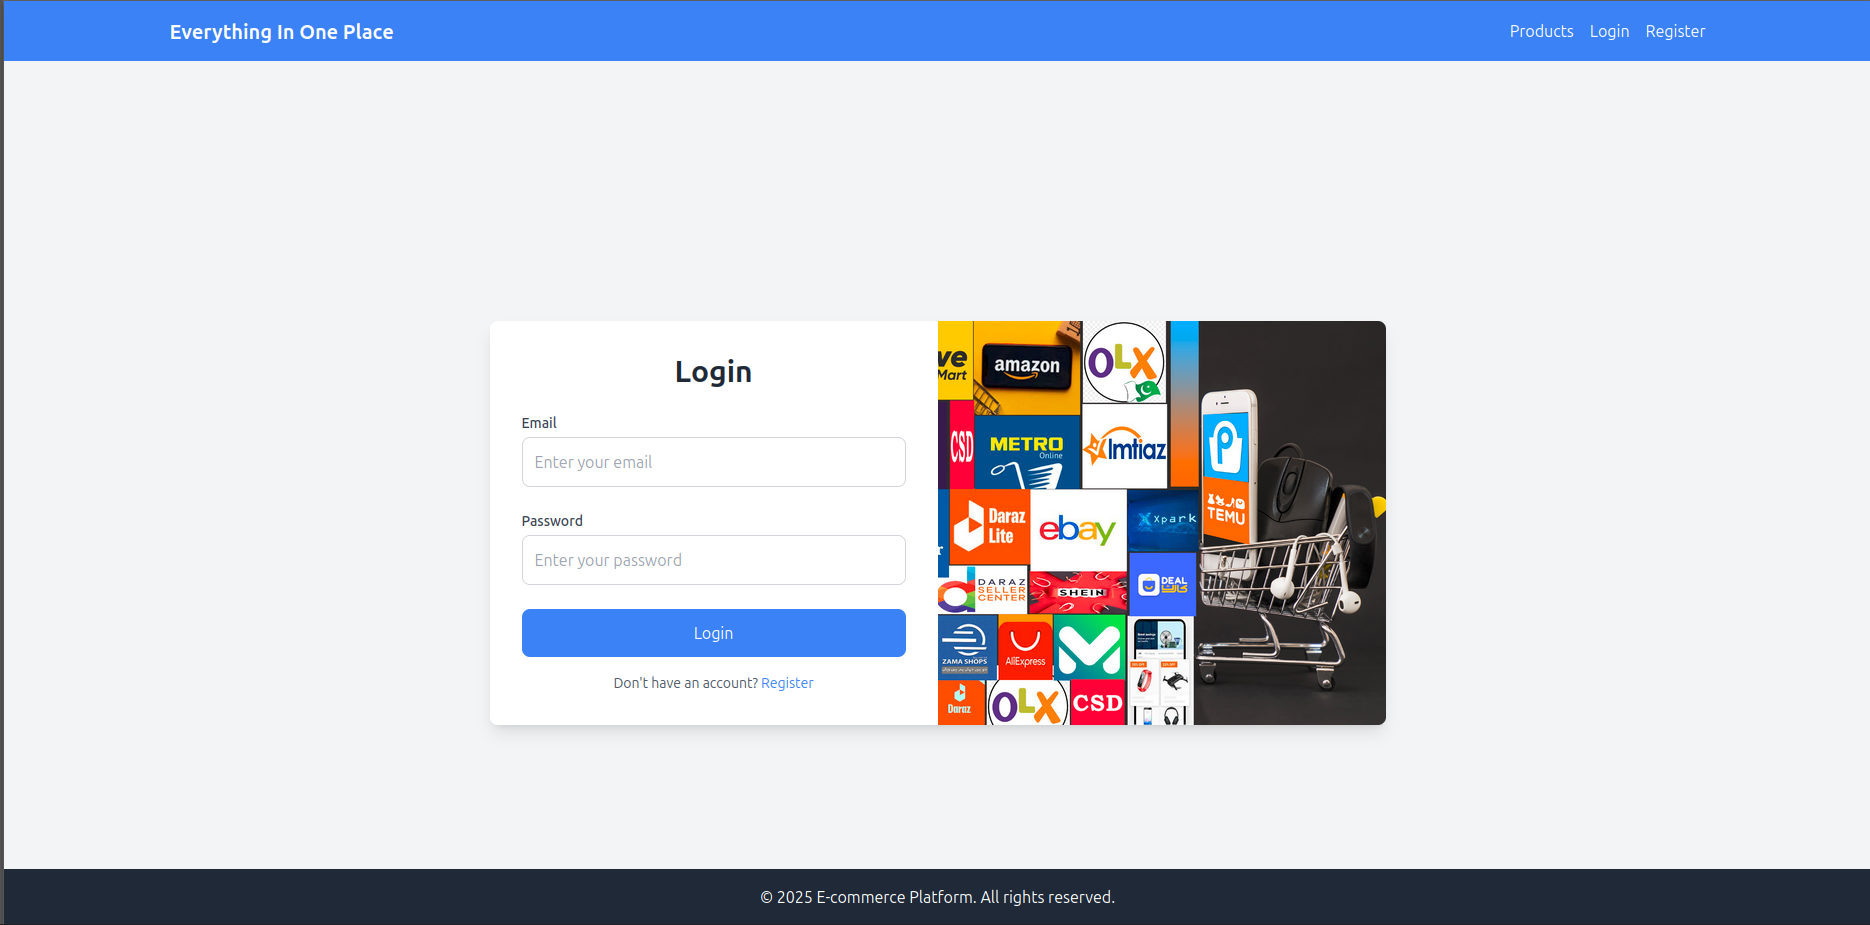 Everything In One Place
Products Login Register
Login
Email
Enter your email
Password
Enter your password
Login
Don't have an account? Register
ve
Mart
amazon
OLX
CSD
METRO
Online
Imtiaz
Daraz
Lite
ebay
Xpark
TEMU
DARAZ
SELLER
CENTER
SHEIN
DEAL
ZAMA SHOPS
AliExpress
Daraz
OLX
CSD
© 2025 E-commerce Platform. All rights reserved.